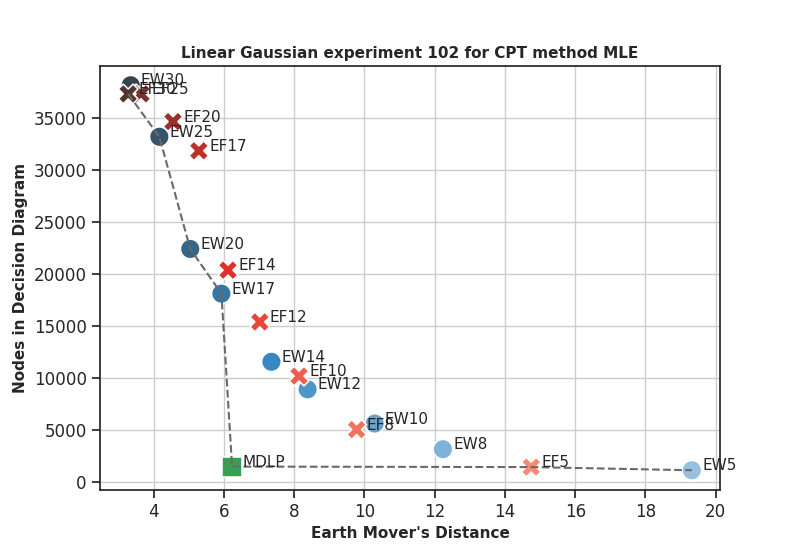 Linear Gaussian experiment 102 for CPT method MLE
Nodes in Decision Diagram
35000
30000
25000
20000
15000
10000
5000
0
EW30
EF30
EF25
EF20
EW25
EF17
EW20
EF14
EW17
EF12
EW14
EF10
EW12
EW10
EF8
EW8
MDLP
EF5
EW5
4 6 8 10 12 14 16 18 20
Earth Mover's Distance